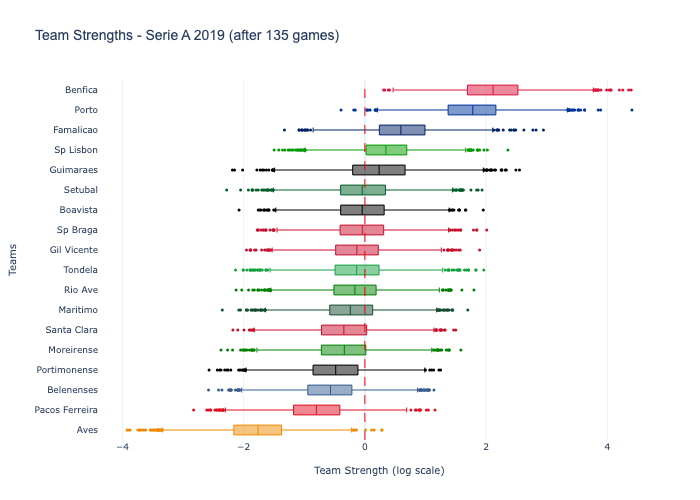 Team Strengths - Serie A 2019 (after 135 games)
Benfica
Porto
Famalicao
Sp Lisbon
Guimaraes
Setubal
Boavista
Sp Braga
Gil Vicente
Tondela
Rio Ave
Maritimo
Santa Clara
Moreirense
Portimonense
Belenenses
Pacos Ferreira
Aves
Teams
−4 −2 0 2 4
Team Strength (log scale)